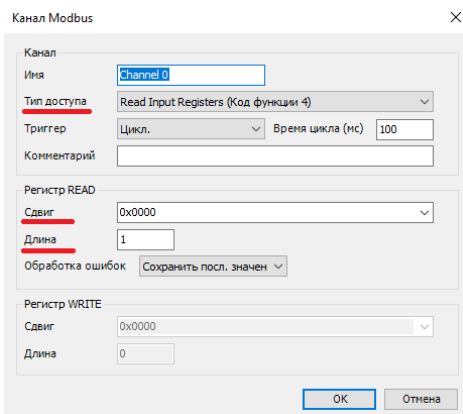 Канал Modbus
Канал
Имя Channel 0
Тип доступа Read Input Registers (Код функции 4)
Триггер Цикл. Время цикла (мс) 100
Комментарий
Регистр READ
Сдвиг 0x0000
Длина 1
Обработка ошибок Сохранить посл. значен
Регистр WRITE
Сдвиг 0x0000
Длина 0
OK Отмена